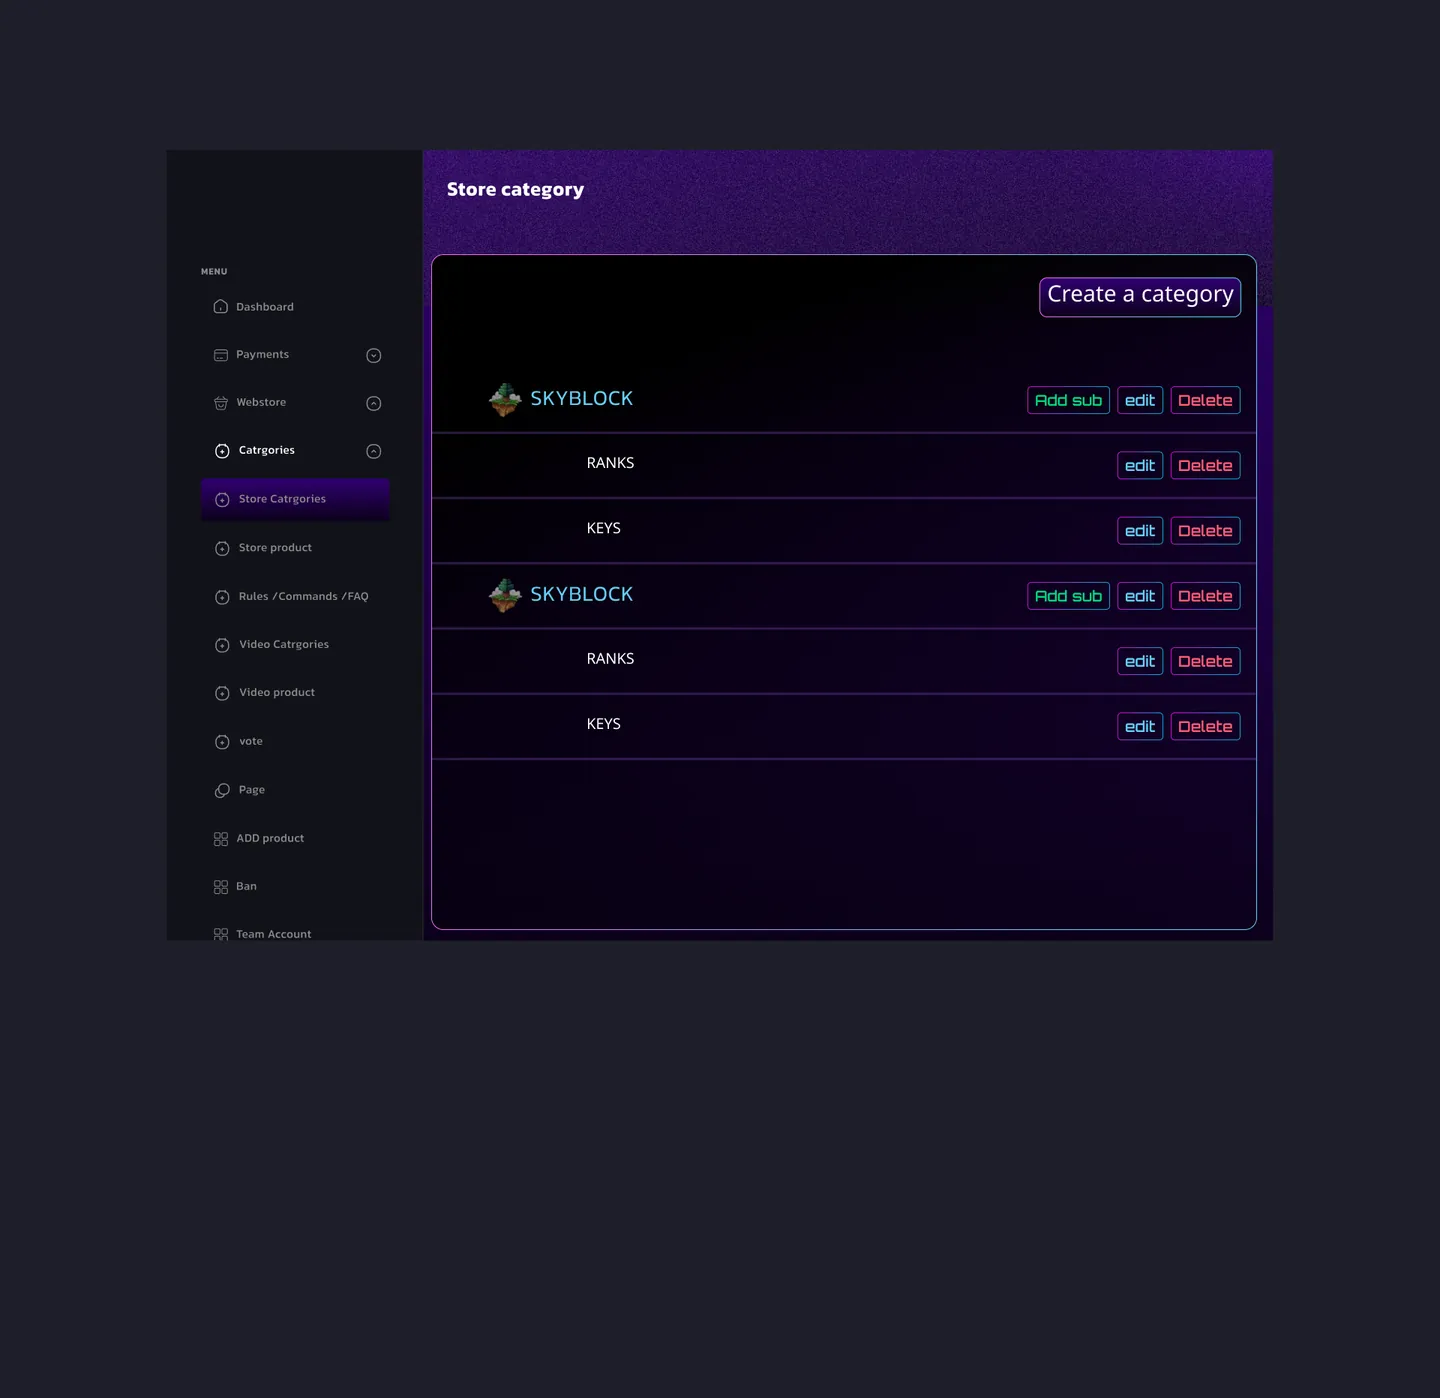 Store category
MENU
Dashboard
Payments
Webstore
Catrgories
Store Catrgories
Store product
Rules /Commands /FAQ
Video Catrgories
Video product
vote
Page
ADD product
Ban
Team Account
Create a category
SKYBLOCK Add sub edit Delete
RANKS edit Delete
KEYS edit Delete
SKYBLOCK Add sub edit Delete
RANKS edit Delete
KEYS edit Delete